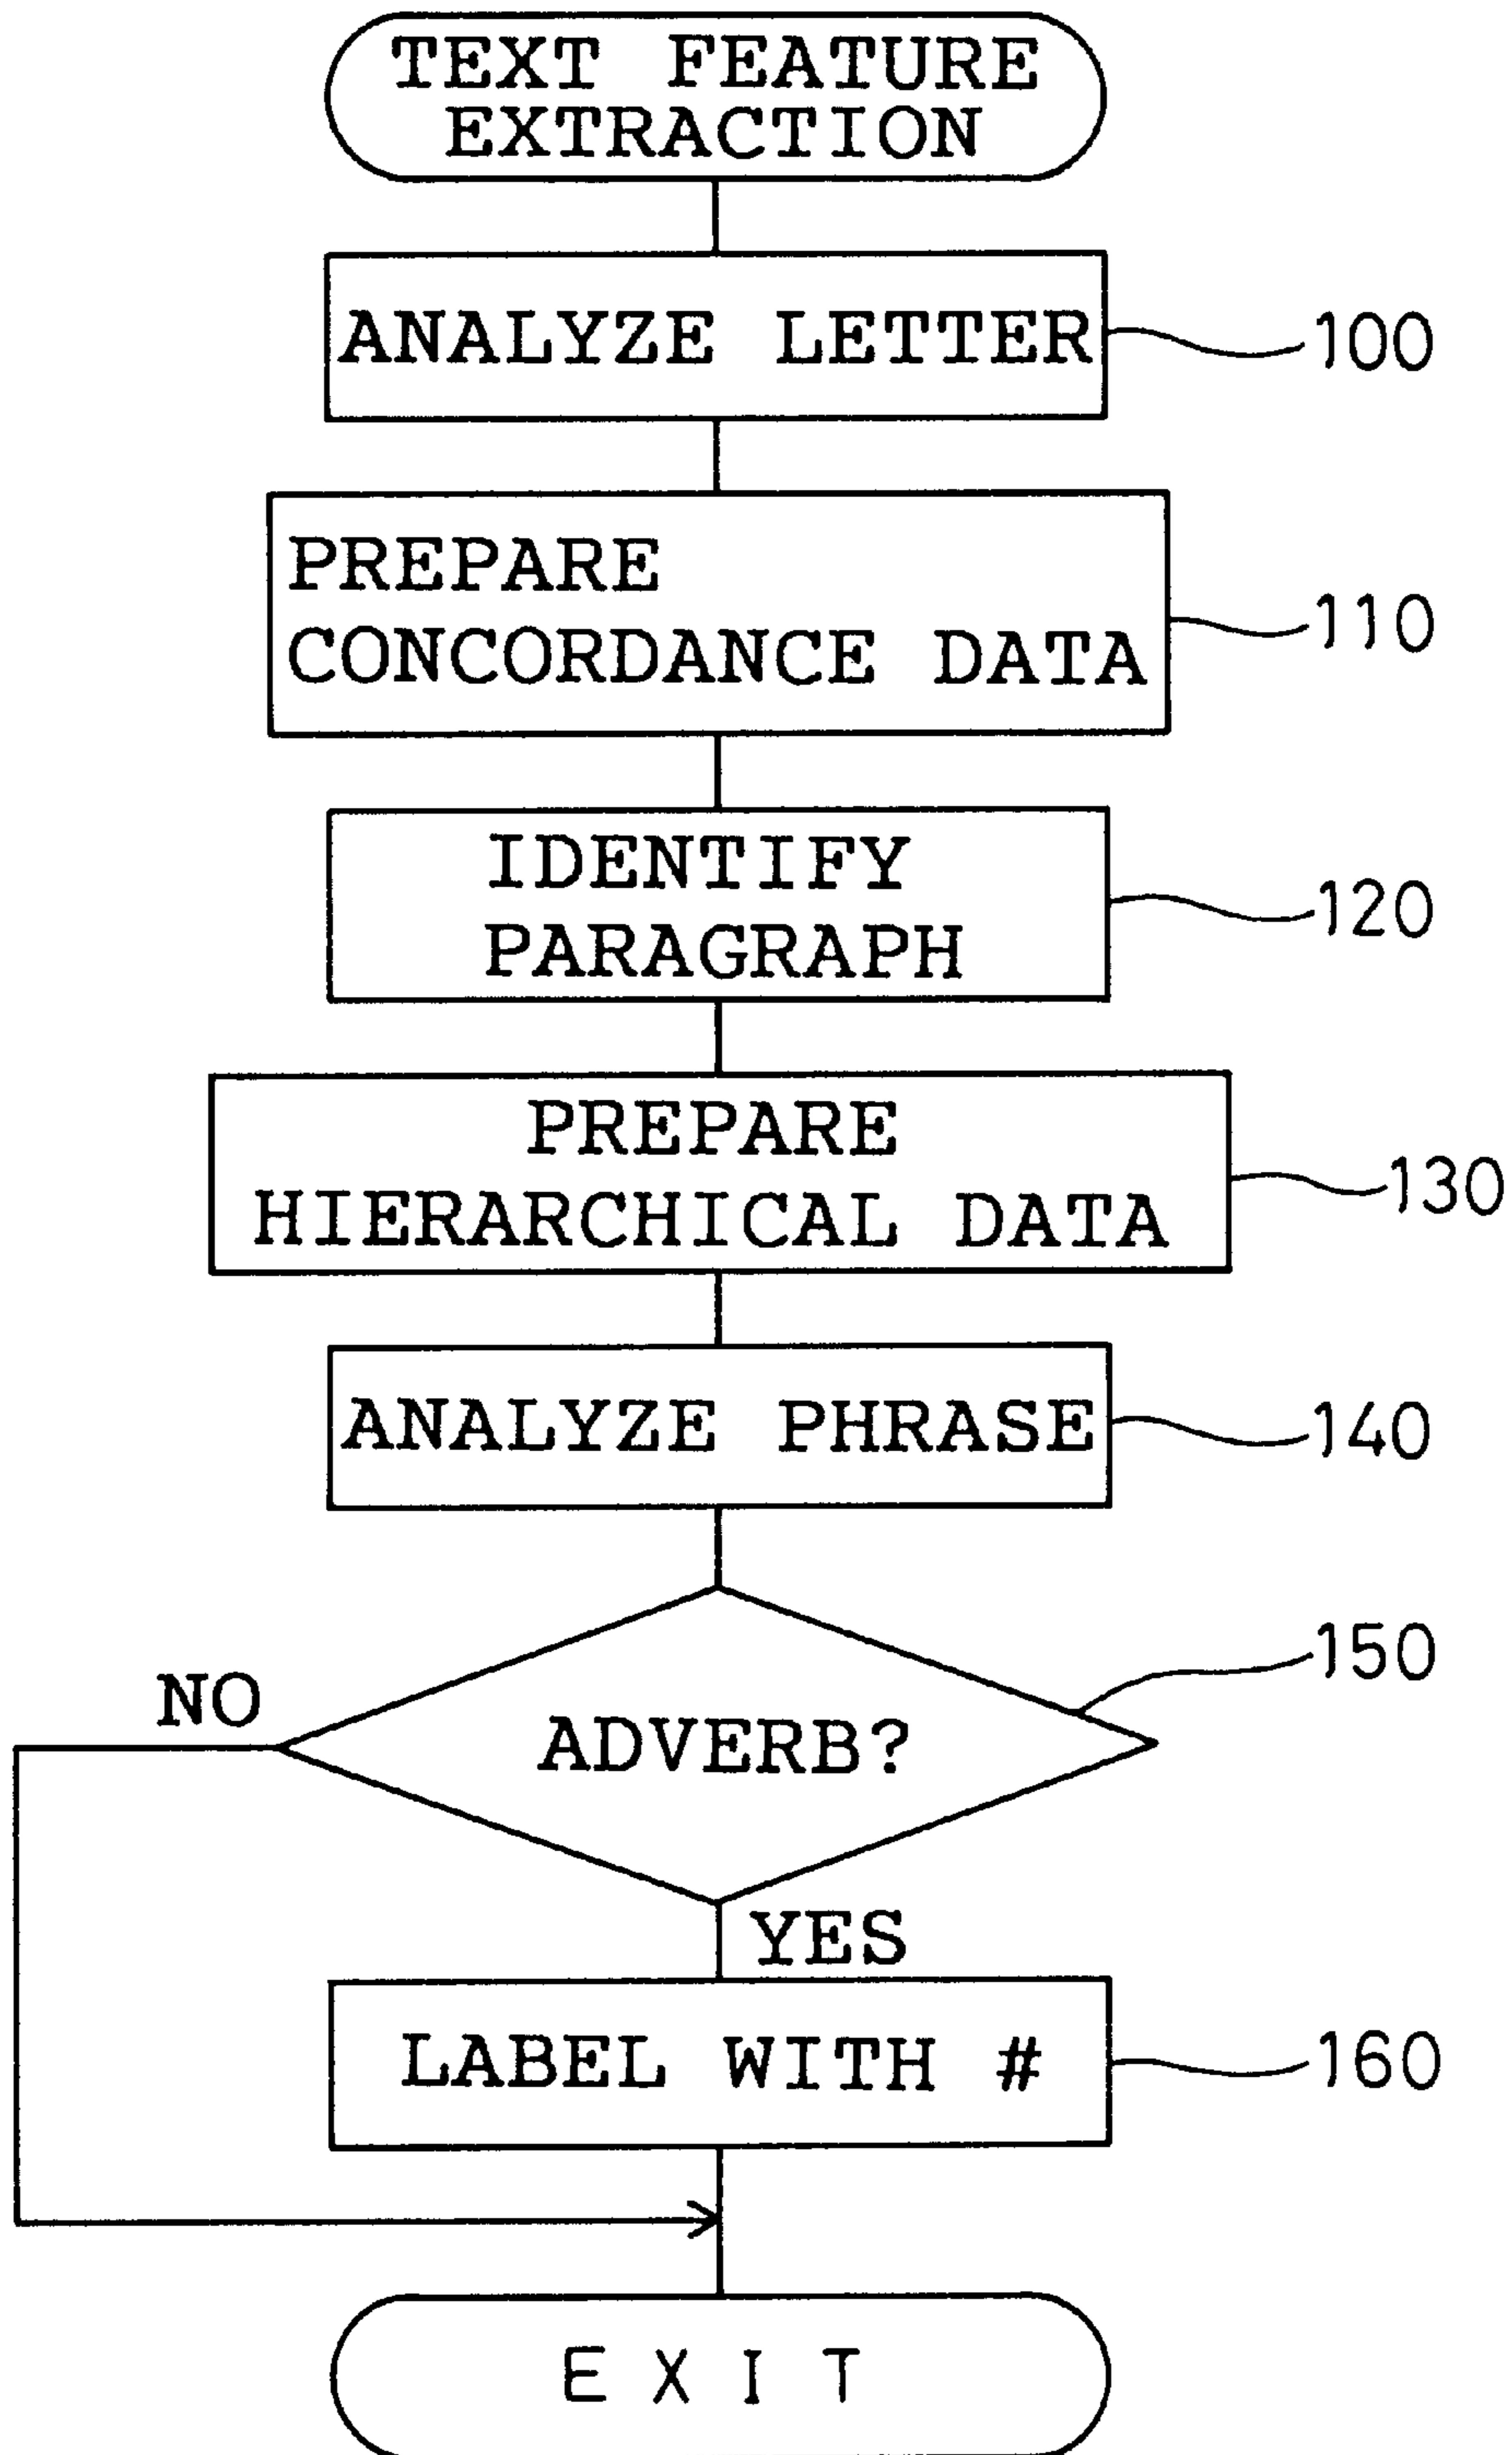 TEXT FEATURE
EXTRACTION
ANALYZE LETTER
100
PREPARE
CONCORDANCE DATA
110
IDENTIFY
PARAGRAPH
120
PREPARE
HIERARCHICAL DATA
130
ANALYZE PHRASE
140
150
NO
ADVERB?
YES
LABEL WITH #
160
EXIT